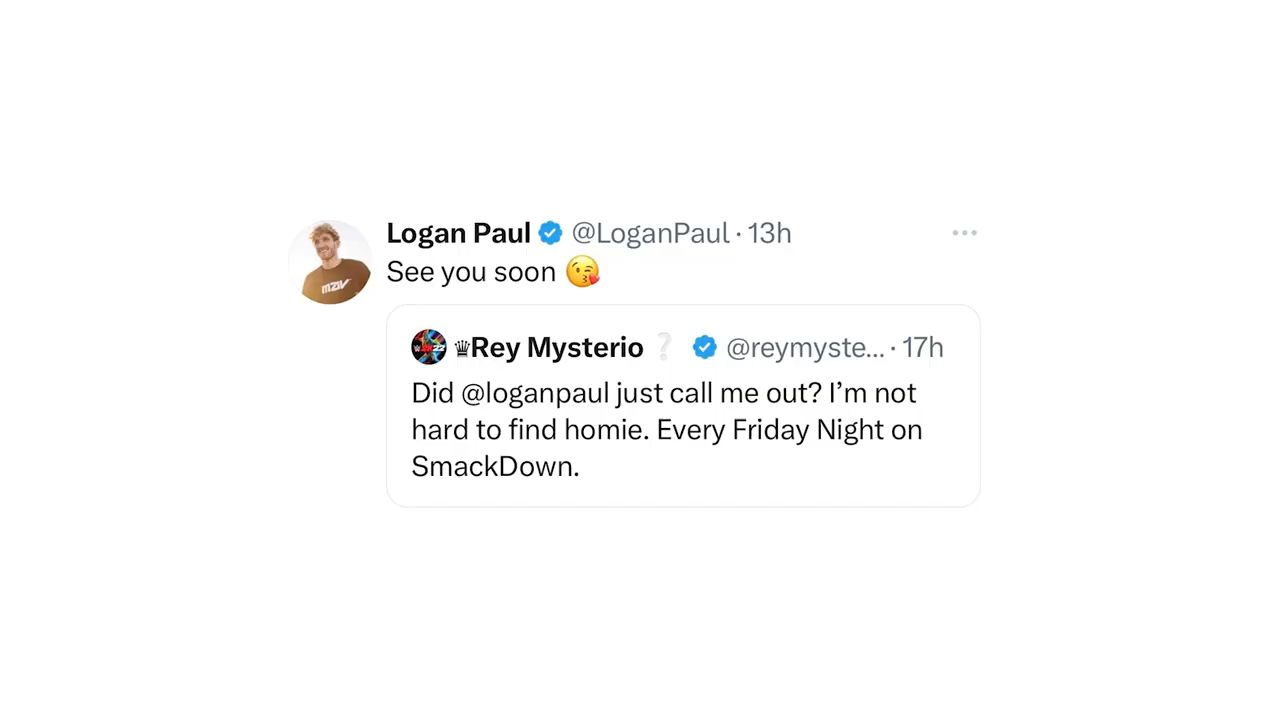 Logan Paul @LoganPaul · 13h
See you soon 😘
MZIV
♛Rey Mysterio❔ @reymyste... · 17h
Did @loganpaul just call me out? I’m not
hard to find homie. Every Friday Night on
SmackDown.